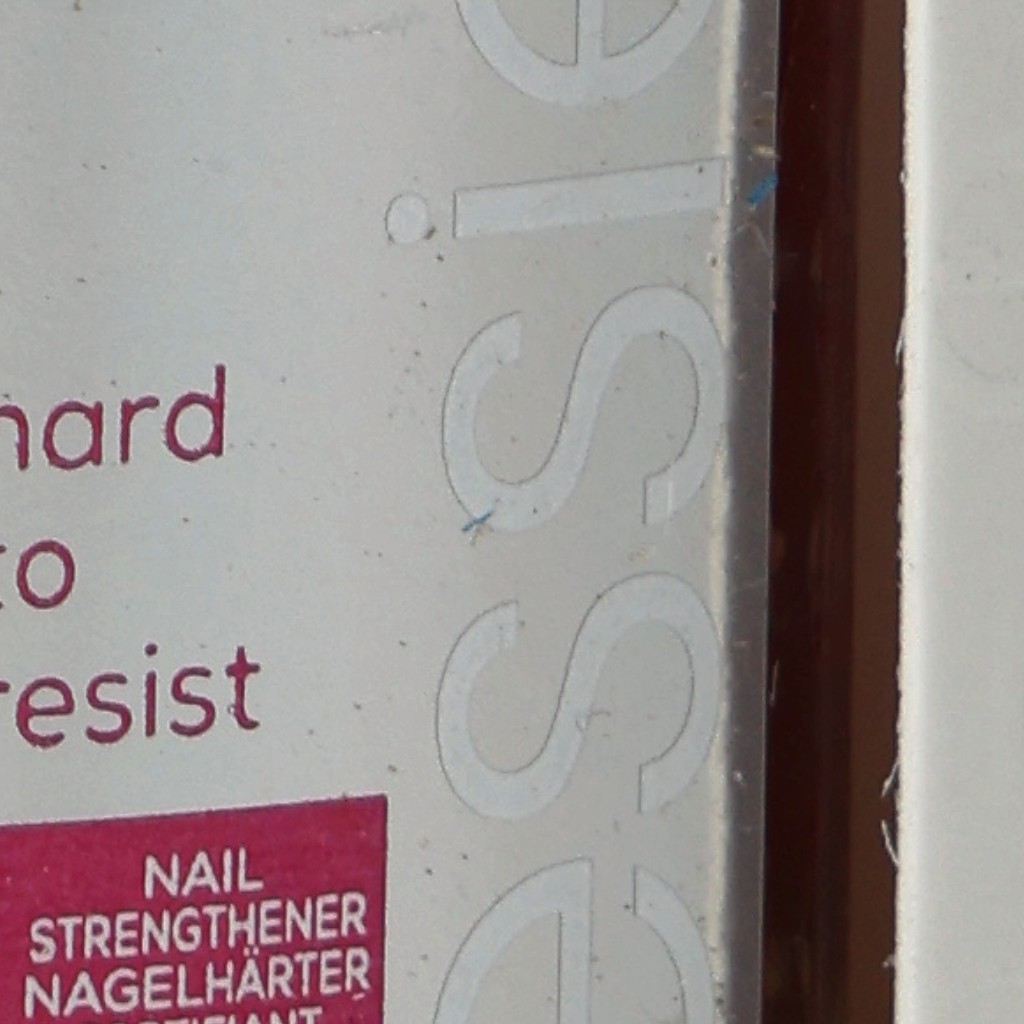 hard
to
resist
NAIL
STRENGTHENER
NAGELHÄRTER
essie